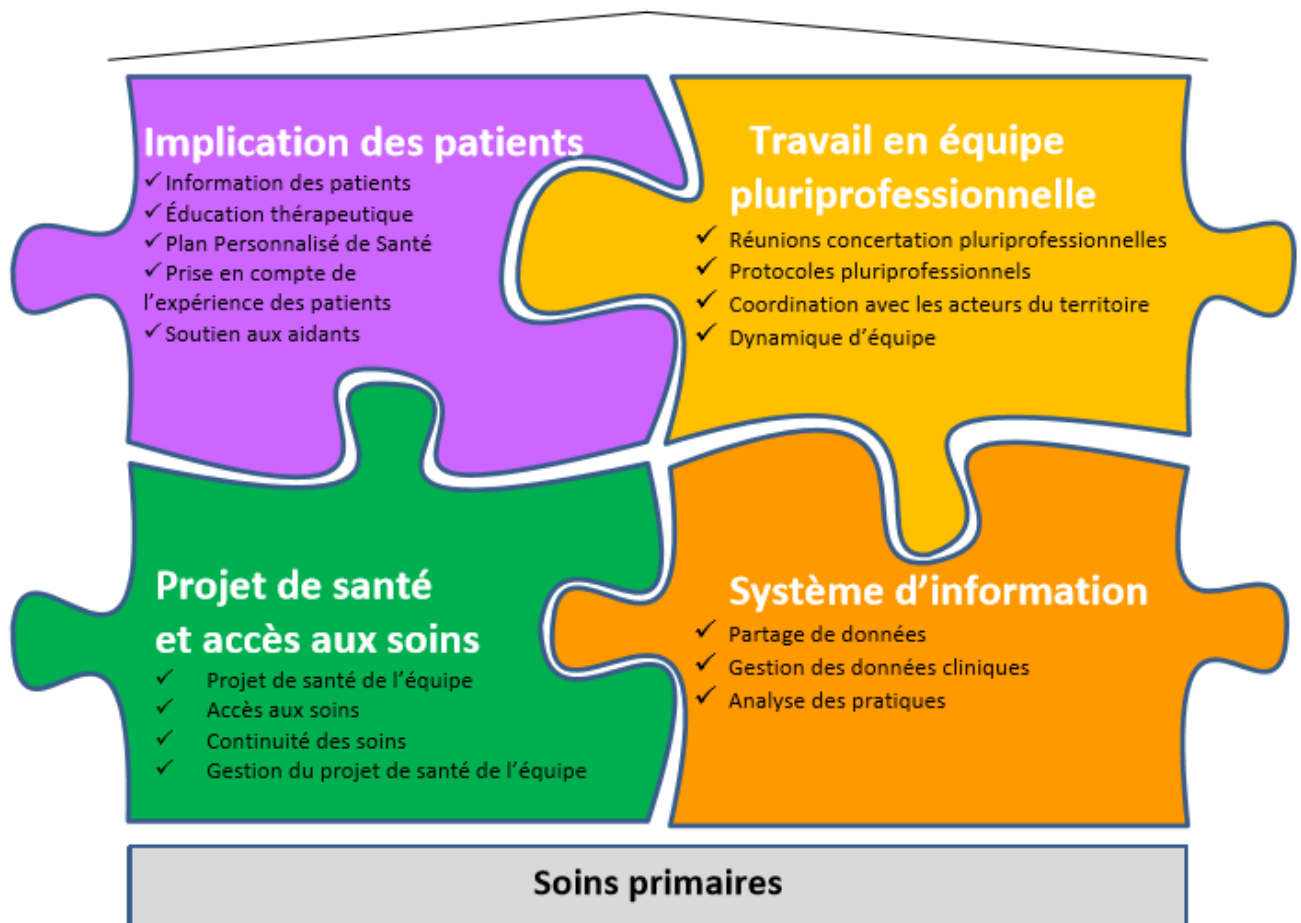 Implication des patients
✓ Information des patients
✓ Éducation thérapeutique
✓ Plan Personnalisé de Santé
✓ Prise en compte de
l'expérience des patients
✓ Soutien aux aidants
Travail en équipe
pluriprofessionnelle
✓ Réunions concertation pluriprofessionnelles
✓ Protocoles pluriprofessionnels
✓ Coordination avec les acteurs du territoire
✓ Dynamique d'équipe
Projet de santé
et accès aux soins
✓ Projet de santé de l'équipe
✓ Accès aux soins
✓ Continuité des soins
✓ Gestion du projet de santé de l'équipe
Système d'information
✓ Partage de données
✓ Gestion des données cliniques
✓ Analyse des pratiques
Soins primaires